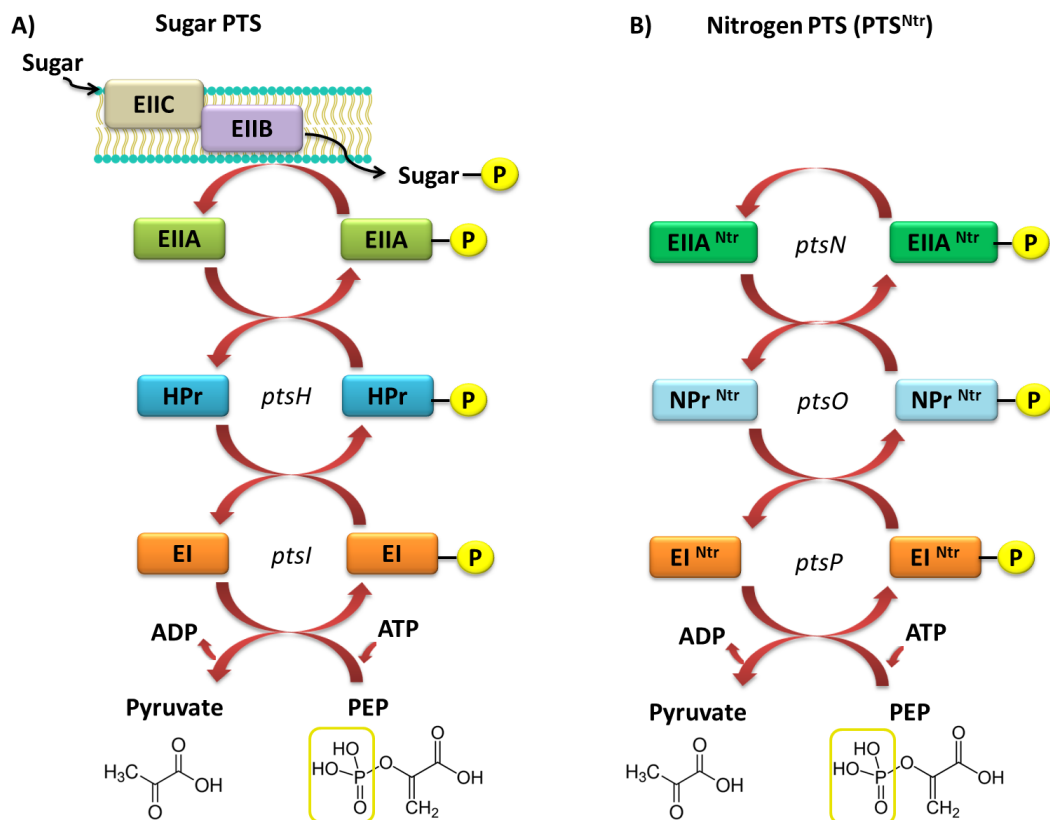 A) Sugar PTS
Sugar
EIIC
EIIB
Sugar P
EIIA EIIA P
HPr ptsH HPr P
EI ptsI EI P
ADP ATP
Pyruvate PEP
H₃C O OH O
HO HO P O O O OH CH₂
B) Nitrogen PTS (PTS^Ntr)
EIIA Ntr ptsN EIIA Ntr P
NPr Ntr ptsO NPr Ntr P
EI Ntr ptsP EI Ntr P
ADP ATP
Pyruvate PEP
H₃C O OH O
HO HO P O O O OH CH₂